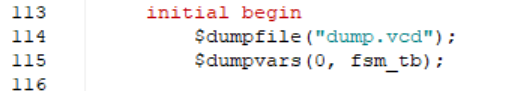 113 initial begin
114 $dumpfile("dump.vcd");
115 $dumpvars(0, fsm_tb);
116